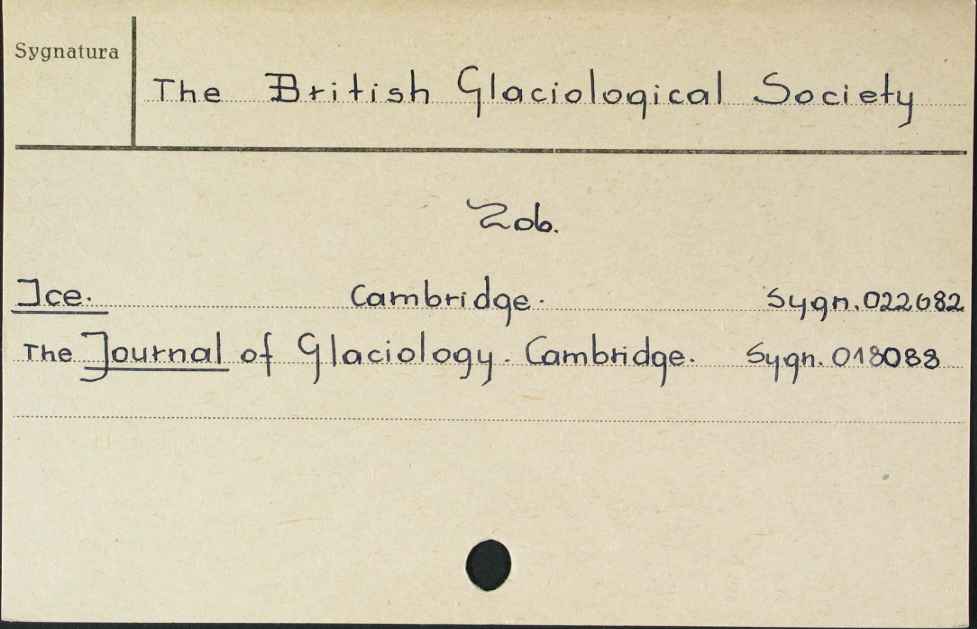 Sygnatura
The British Glaciological Society
Zob.
Ice. Cambridge. Sygn. 022682
The Journal of Glaciology. Cambridge. Sygn. 018088